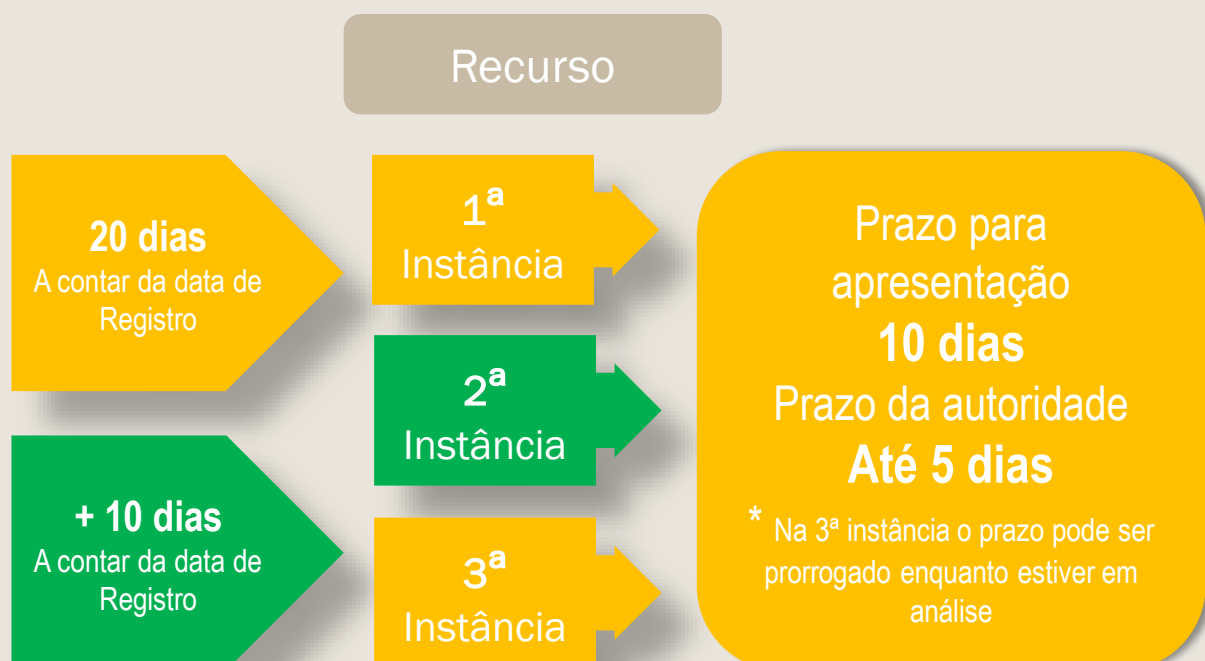 Recurso
20 dias
A contar da data de
Registro
+ 10 dias
A contar da data de
Registro
1ª
Instância
2ª
Instância
3ª
Instância
Prazo para
apresentação
10 dias
Prazo da autoridade
Até 5 dias
* Na 3ª instância o prazo pode ser
prorrogado enquanto estiver em
análise